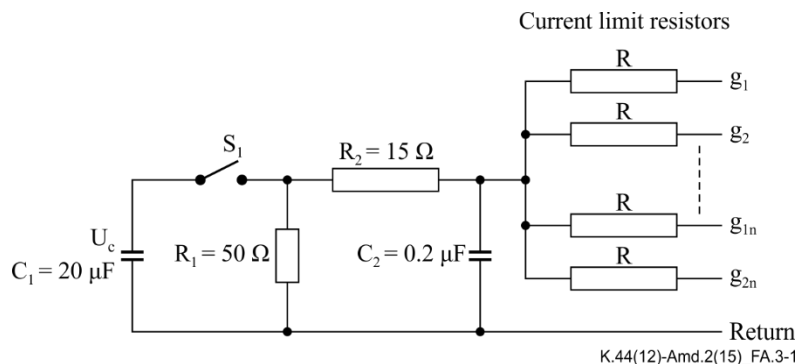 Current limit resistors
R
g1
S1
R
g2
R2 = 15 Ω
Uc
C1 = 20 μF
R1 = 50 Ω
C2 = 0.2 μF
R
g1n
R
g2n
Return
K.44(12)-Amd.2(15)_FA.3-1